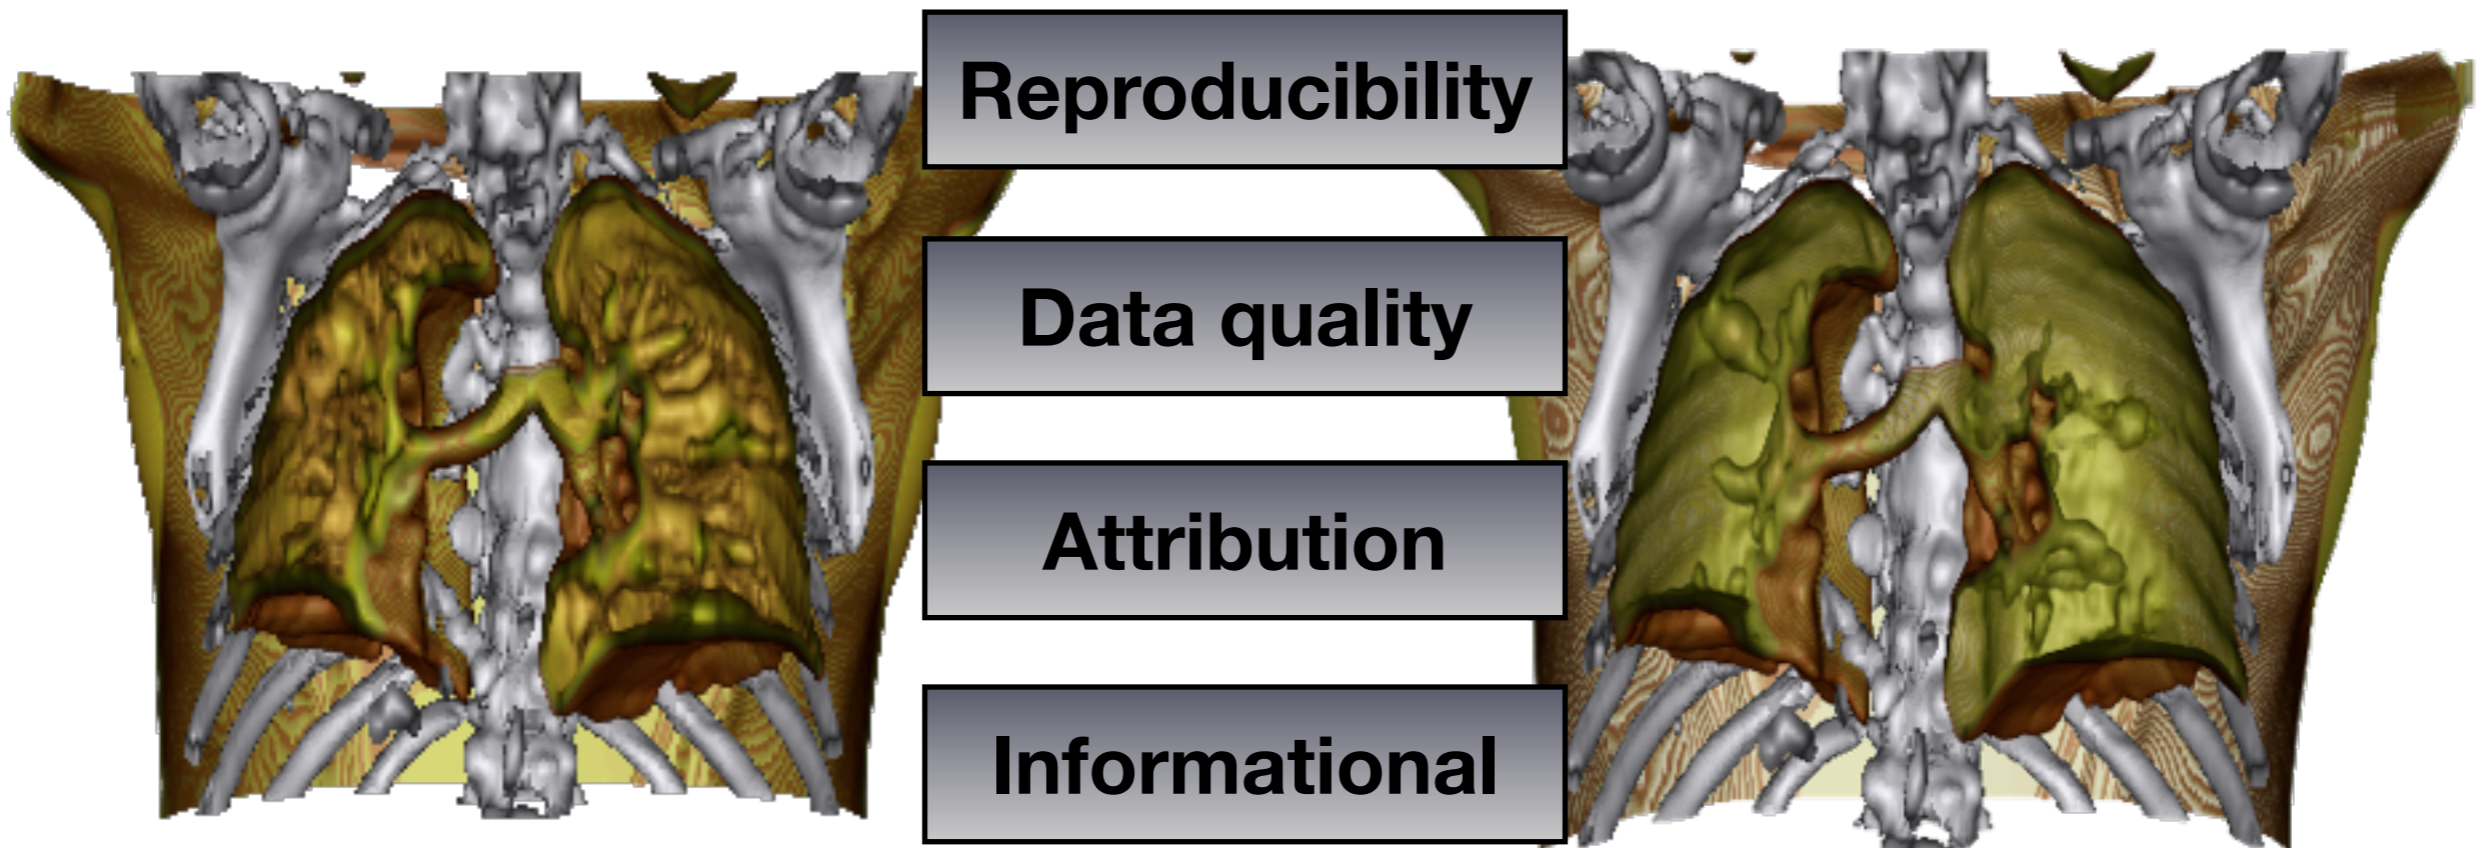 Reproducibility
Data quality
Attribution
Informational